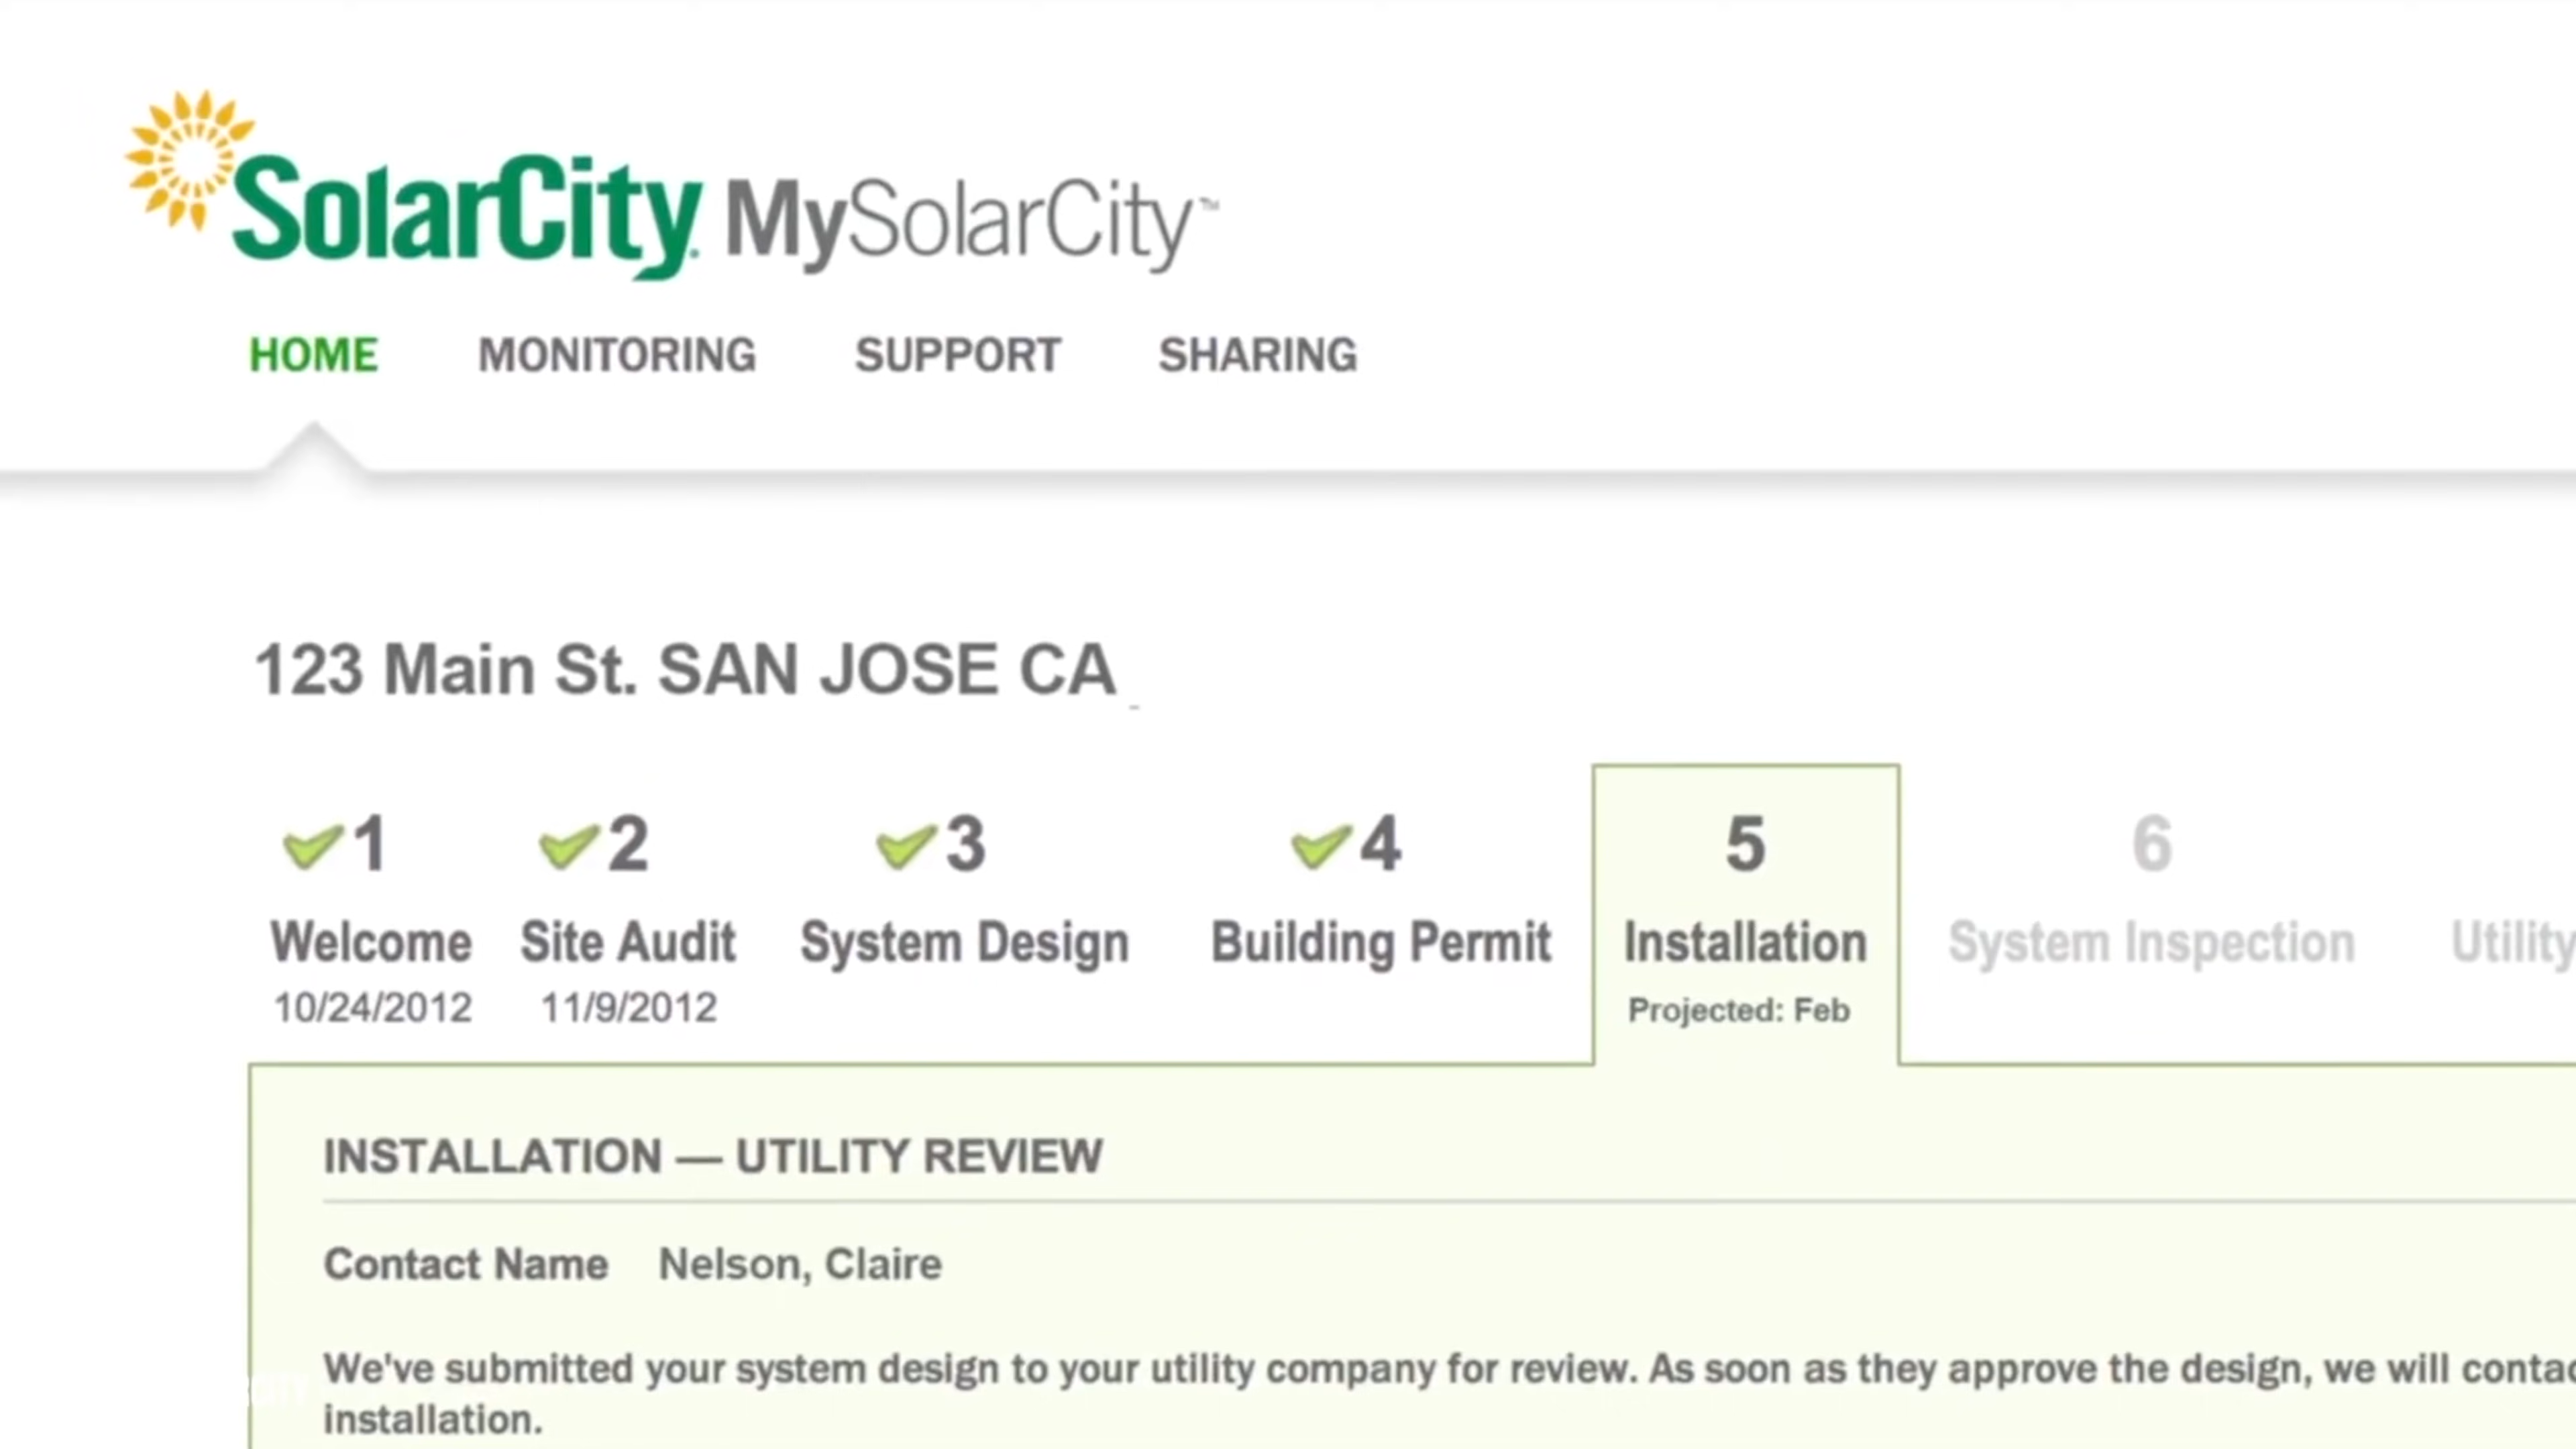 SolarCity MySolarCity™
HOME MONITORING SUPPORT SHARING
123 Main St. SAN JOSE CA
1 2 3 4 5 6
Welcome Site Audit System Design Building Permit Installation System Inspection Utility
10/24/2012 11/9/2012 Projected: Feb
INSTALLATION — UTILITY REVIEW
Contact Name Nelson, Claire
We've submitted your system design to your utility company for review. As soon as they approve the design, we will
installation.